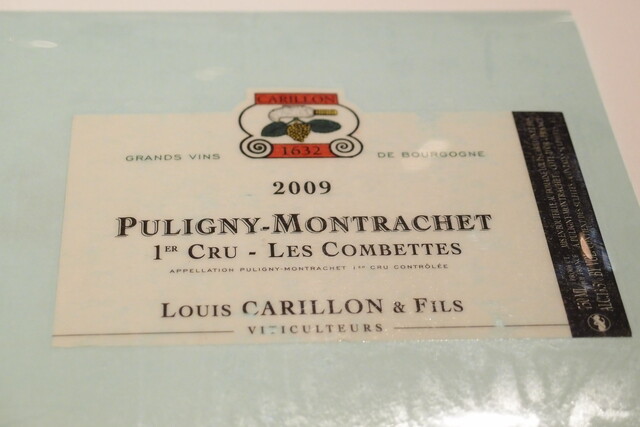 CARILLON
1632
GRANDS VINS DE BOURGOGNE
2009
PULIGNY-MONTRACHET
1ER CRU - LES COMBETTES
APPELLATION PULIGNY-MONTRACHET 1ER CRU CONTRÔLÉE
LOUIS CARILLON & FILS
VITICULTEURS